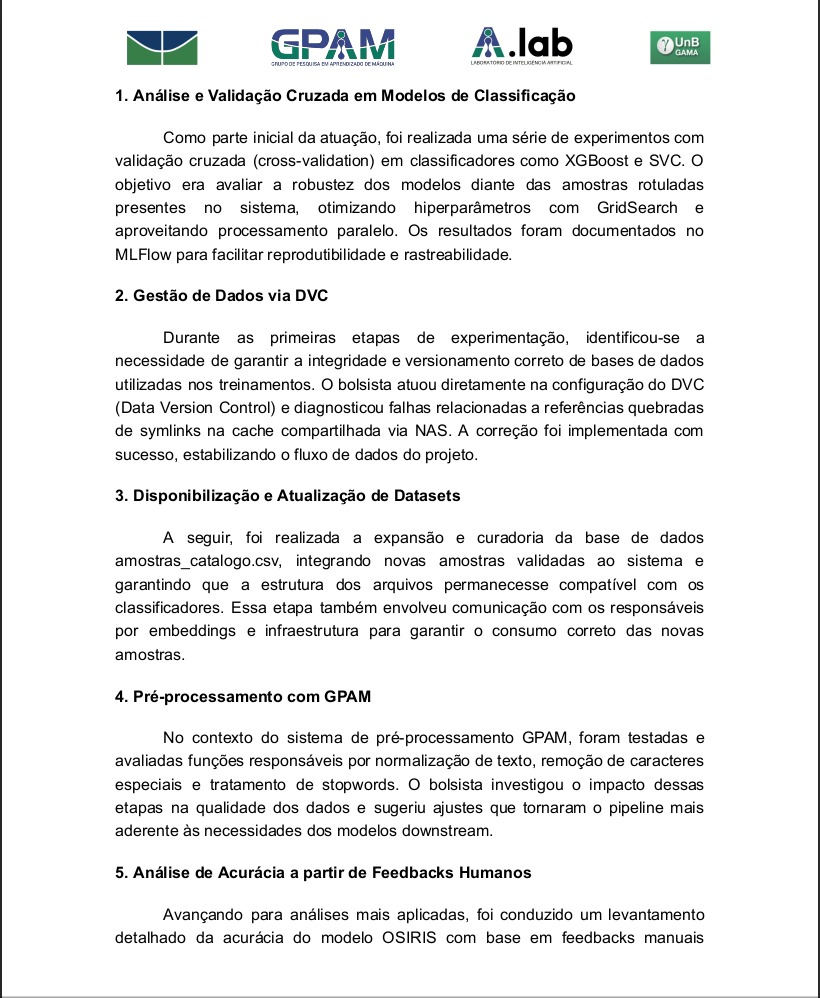 GPAM
GRUPO DE PESQUISA EM APRENDIZADO DE MÁQUINA
A.lab
LABORATÓRIO DE INTELIGÊNCIA ARTIFICIAL
UnB
GAMA
1. Análise e Validação Cruzada em Modelos de Classificação
Como parte inicial da atuação, foi realizada uma série de experimentos com
validação cruzada (cross-validation) em classificadores como XGBoost e SVC. O
objetivo era avaliar a robustez dos modelos diante das amostras rotuladas
presentes no sistema, otimizando hiperparâmetros com GridSearch e
aproveitando processamento paralelo. Os resultados foram documentados no
MLFlow para facilitar reprodutibilidade e rastreabilidade.
2. Gestão de Dados via DVC
Durante as primeiras etapas de experimentação, identificou-se a
necessidade de garantir a integridade e versionamento correto de bases de dados
utilizadas nos treinamentos. O bolsista atuou diretamente na configuração do DVC
(Data Version Control) e diagnosticou falhas relacionadas a referências quebradas
de symlinks na cache compartilhada via NAS. A correção foi implementada com
sucesso, estabilizando o fluxo de dados do projeto.
3. Disponibilização e Atualização de Datasets
A seguir, foi realizada a expansão e curadoria da base de dados
amostras_catalogo.csv, integrando novas amostras validadas ao sistema e
garantindo que a estrutura dos arquivos permanecesse compatível com os
classificadores. Essa etapa também envolveu comunicação com os responsáveis
por embeddings e infraestrutura para garantir o consumo correto das novas
amostras.
4. Pré-processamento com GPAM
No contexto do sistema de pré-processamento GPAM, foram testadas e
avaliadas funções responsáveis por normalização de texto, remoção de caracteres
especiais e tratamento de stopwords. O bolsista investigou o impacto dessas
etapas na qualidade dos dados e sugeriu ajustes que tornaram o pipeline mais
aderente às necessidades dos modelos downstream.
5. Análise de Acurácia a partir de Feedbacks Humanos
Avançando para análises mais aplicadas, foi conduzido um levantamento
detalhado da acurácia do modelo OSIRIS com base em feedbacks manuais